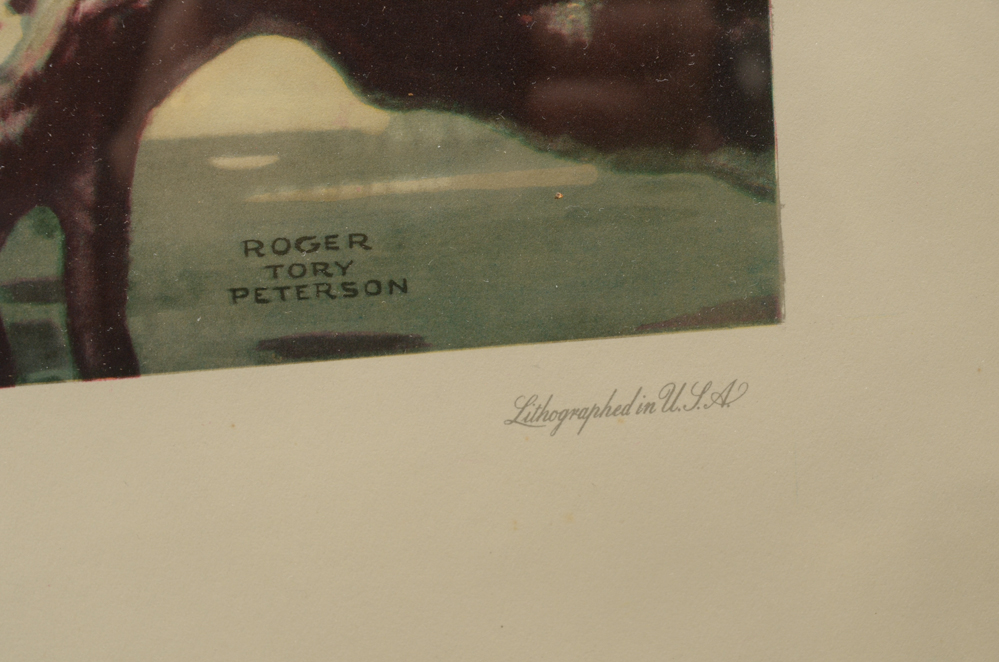 ROGER
TORY
PETERSON
Lithographed in U.S.A.